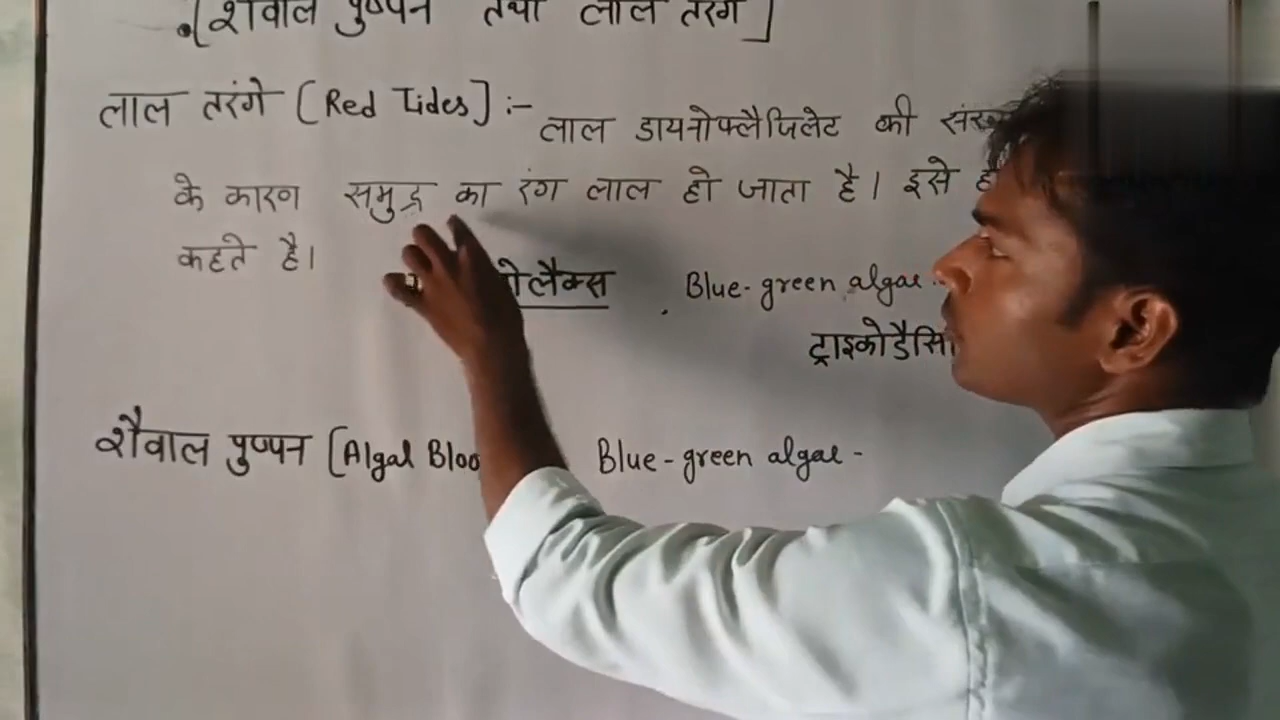 [शैवाल पुष्पन तथा लाल तरंग]
लाल तरंगे [Red Tides] :- लाल डायनोफ्लैजिलेट की
के कारण समुद्र का रंग लाल हो जाता है। इसे
कहते है।
Blue-green algae
शैवाल पुष्पन [Algal Bloo Blue-green algae -